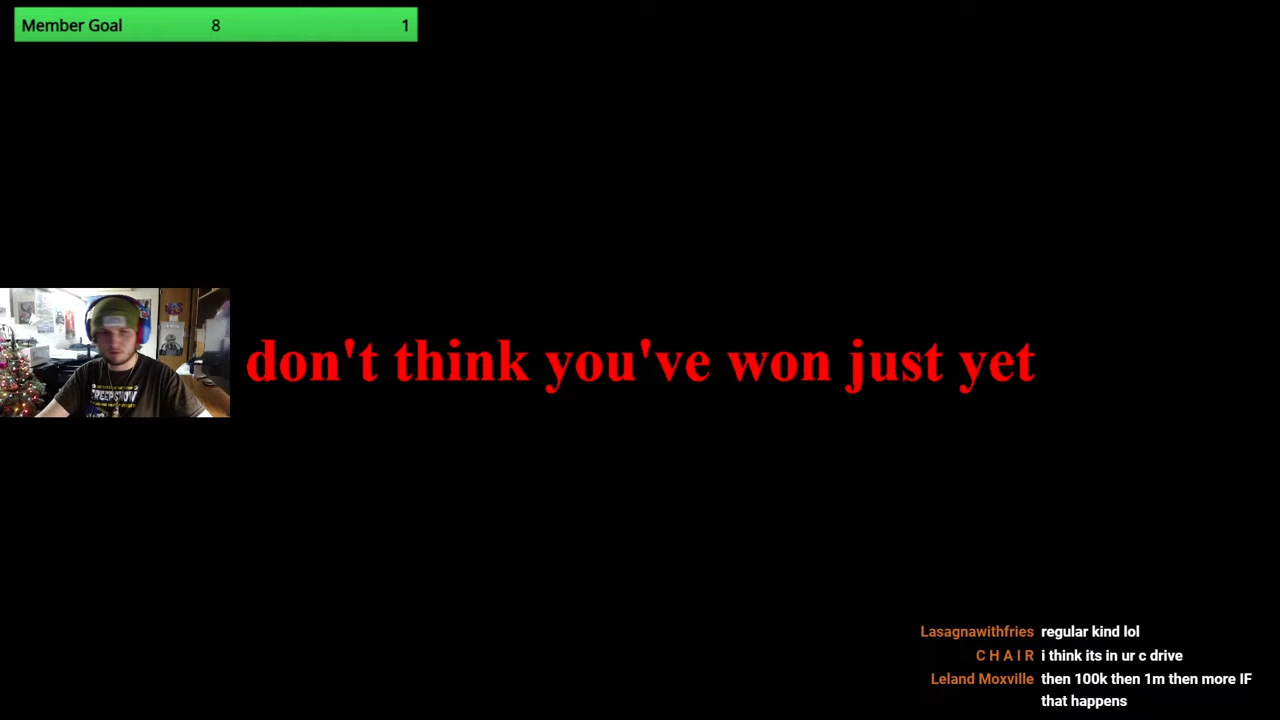 Member Goal 8 1
don't think you've won just yet
Lasagnawithfries regular kind lol
C H A I R i think its in ur c drive
Leland Moxville then 100k then 1m then more IF
that happens